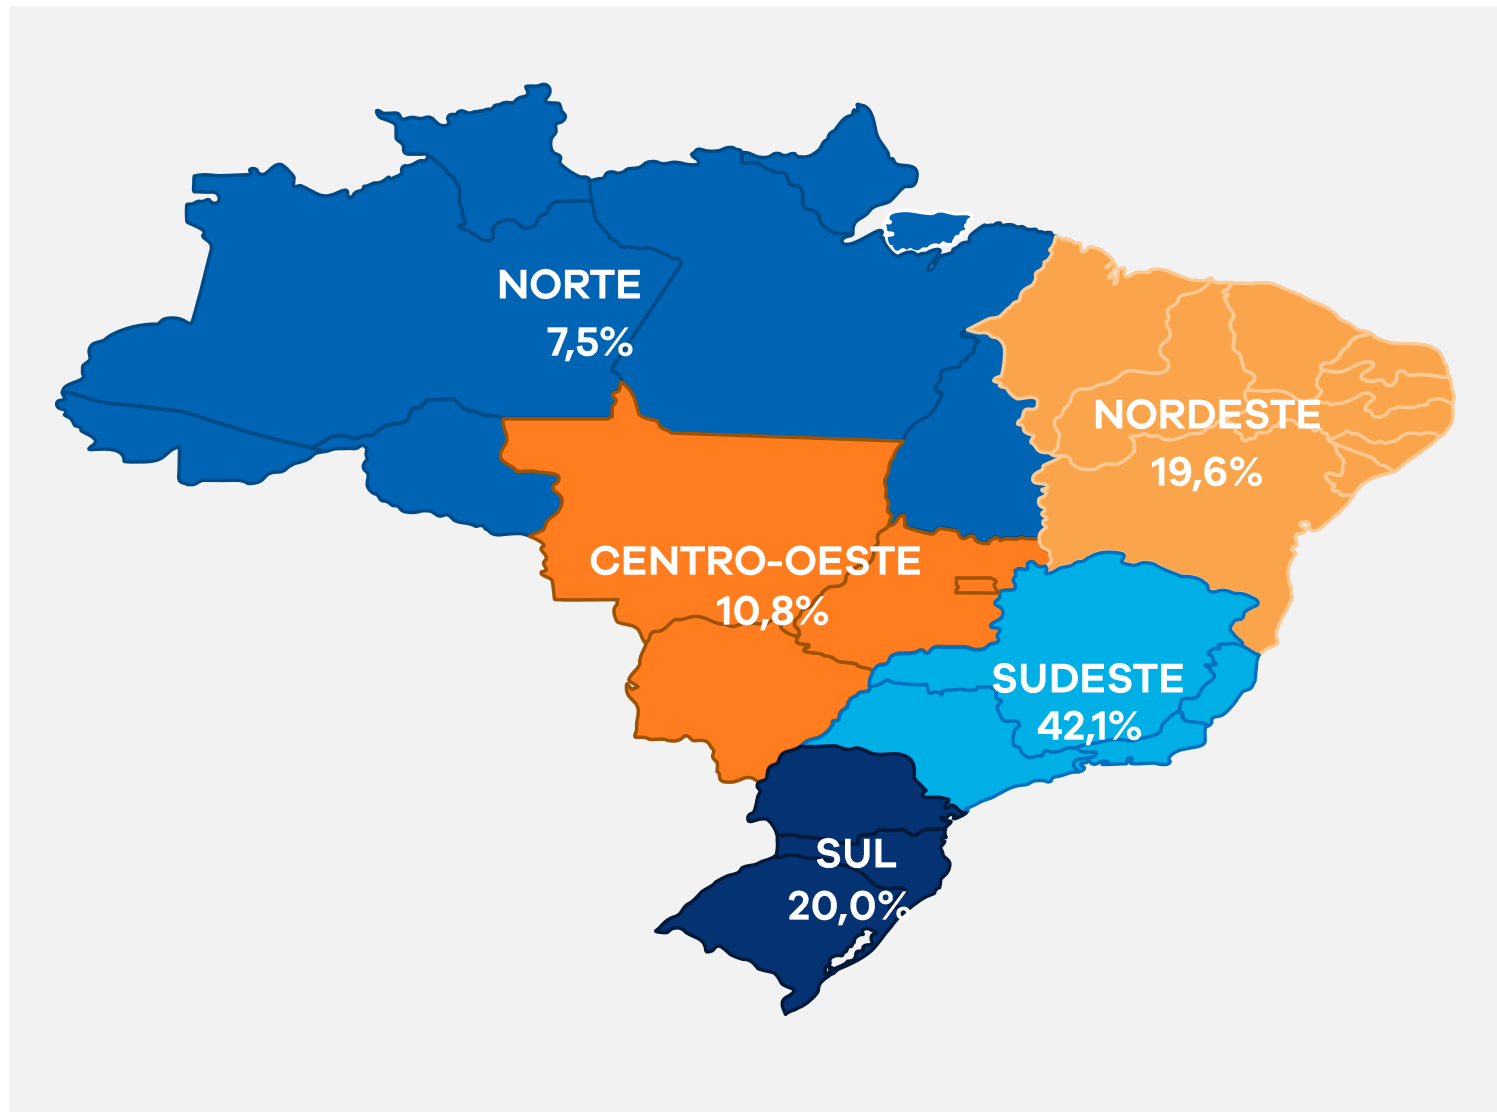 NORTE
7,5%
NORDESTE
19,6%
CENTRO-OESTE
10,8%
SUDESTE
42,1%
SUL
20,0%